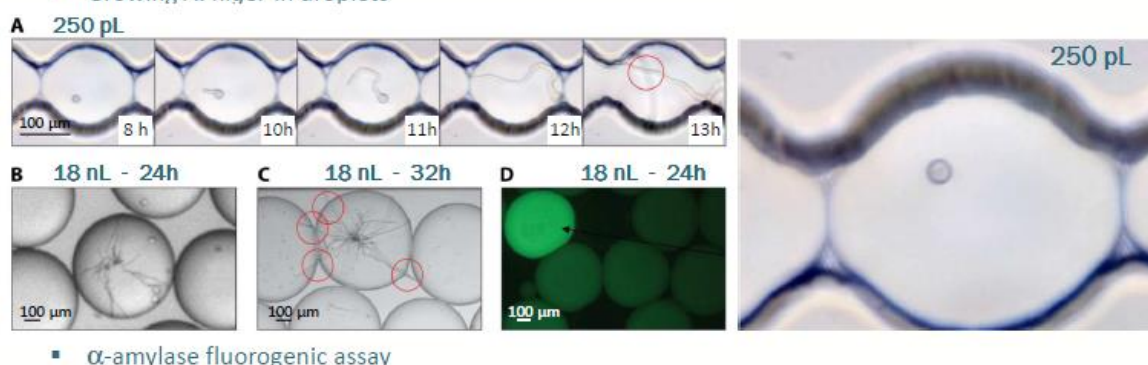 A 250 pL
100 µm
8 h
10h
11h
12h
13h
250 pL
B 18 nL - 24h
C 18 nL - 32h
D 18 nL - 24h
100 µm
100 µm
100 µm
▪ α-amylase fluorogenic assay